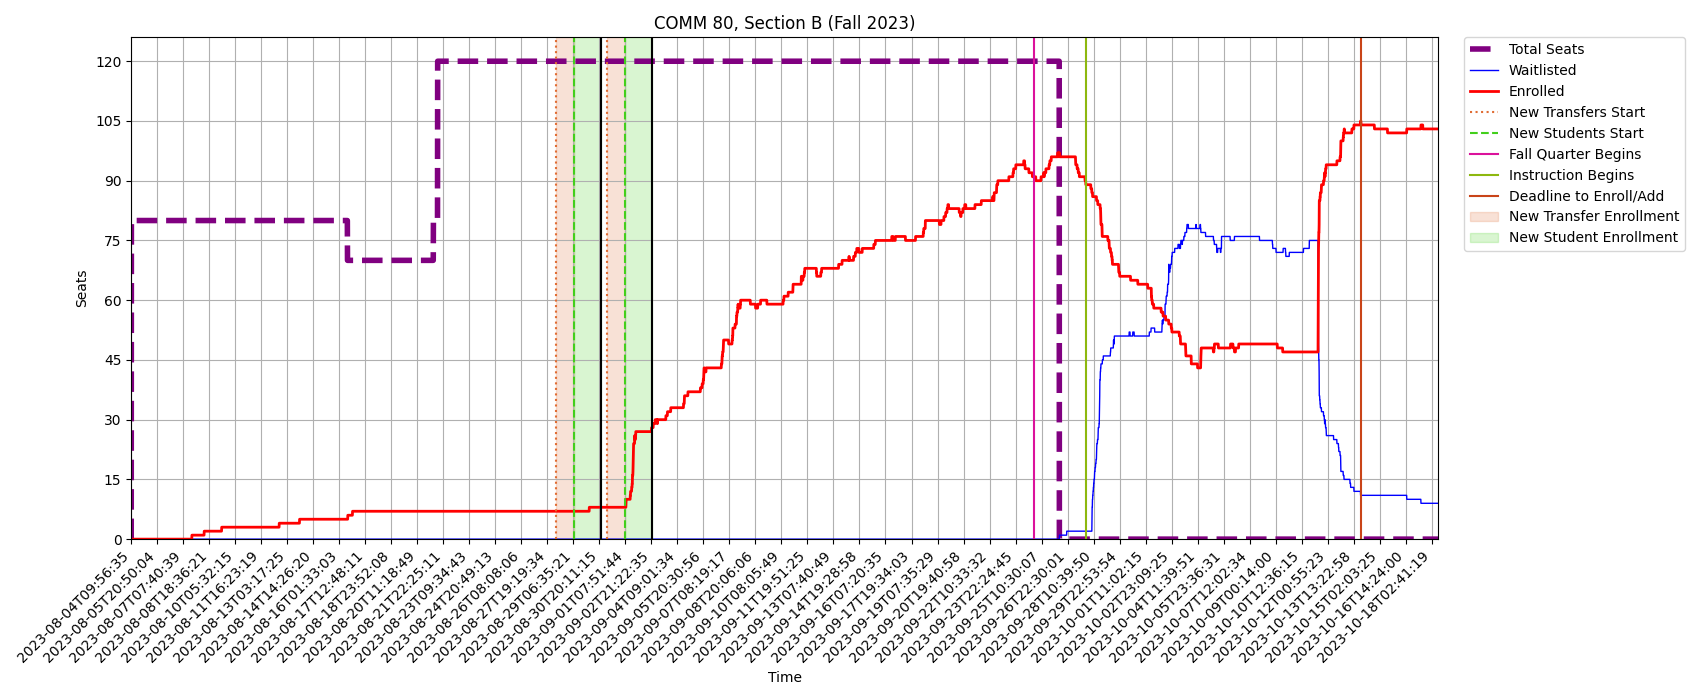 COMM 80, Section B (Fall 2023)
Total Seats
Waitlisted
Enrolled
New Transfers Start
New Students Start
Fall Quarter Begins
Instruction Begins
Deadline to Enroll/Add
New Transfer Enrollment
New Student Enrollment
Seats
120
105
90
75
60
45
30
15
0
2023-08-04T09:56:35
2023-08-05T20:50:04
2023-08-07T07:40:39
2023-08-08T18:36:21
2023-08-10T05:32:15
2023-08-11T16:23:19
2023-08-13T03:17:25
2023-08-14T14:26:20
2023-08-16T01:33:03
2023-08-17T12:48:11
2023-08-18T23:52:08
2023-08-20T11:18:49
2023-08-21T22:25:11
2023-08-23T09:34:43
2023-08-24T20:49:13
2023-08-26T08:08:06
2023-08-27T19:19:34
2023-08-29T06:35:21
2023-08-30T20:11:15
2023-09-01T07:51:44
2023-09-02T21:22:35
2023-09-04T09:01:34
2023-09-05T20:30:56
2023-09-07T08:19:17
2023-09-08T20:06:06
2023-09-10T08:05:49
2023-09-11T19:51:25
2023-09-13T07:40:49
2023-09-14T19:28:58
2023-09-16T07:20:35
2023-09-17T19:34:03
2023-09-19T07:35:29
2023-09-20T19:40:58
2023-09-22T10:33:32
2023-09-23T22:24:45
2023-09-25T10:30:07
2023-09-26T22:30:01
2023-09-28T10:39:50
2023-09-29T22:53:54
2023-10-01T11:02:15
2023-10-02T23:09:25
2023-10-04T11:39:51
2023-10-05T23:36:31
2023-10-07T12:02:34
2023-10-09T00:14:00
2023-10-10T12:36:15
2023-10-12T00:55:23
2023-10-13T13:22:58
2023-10-15T02:03:25
2023-10-16T14:24:00
2023-10-18T02:41:19
Time